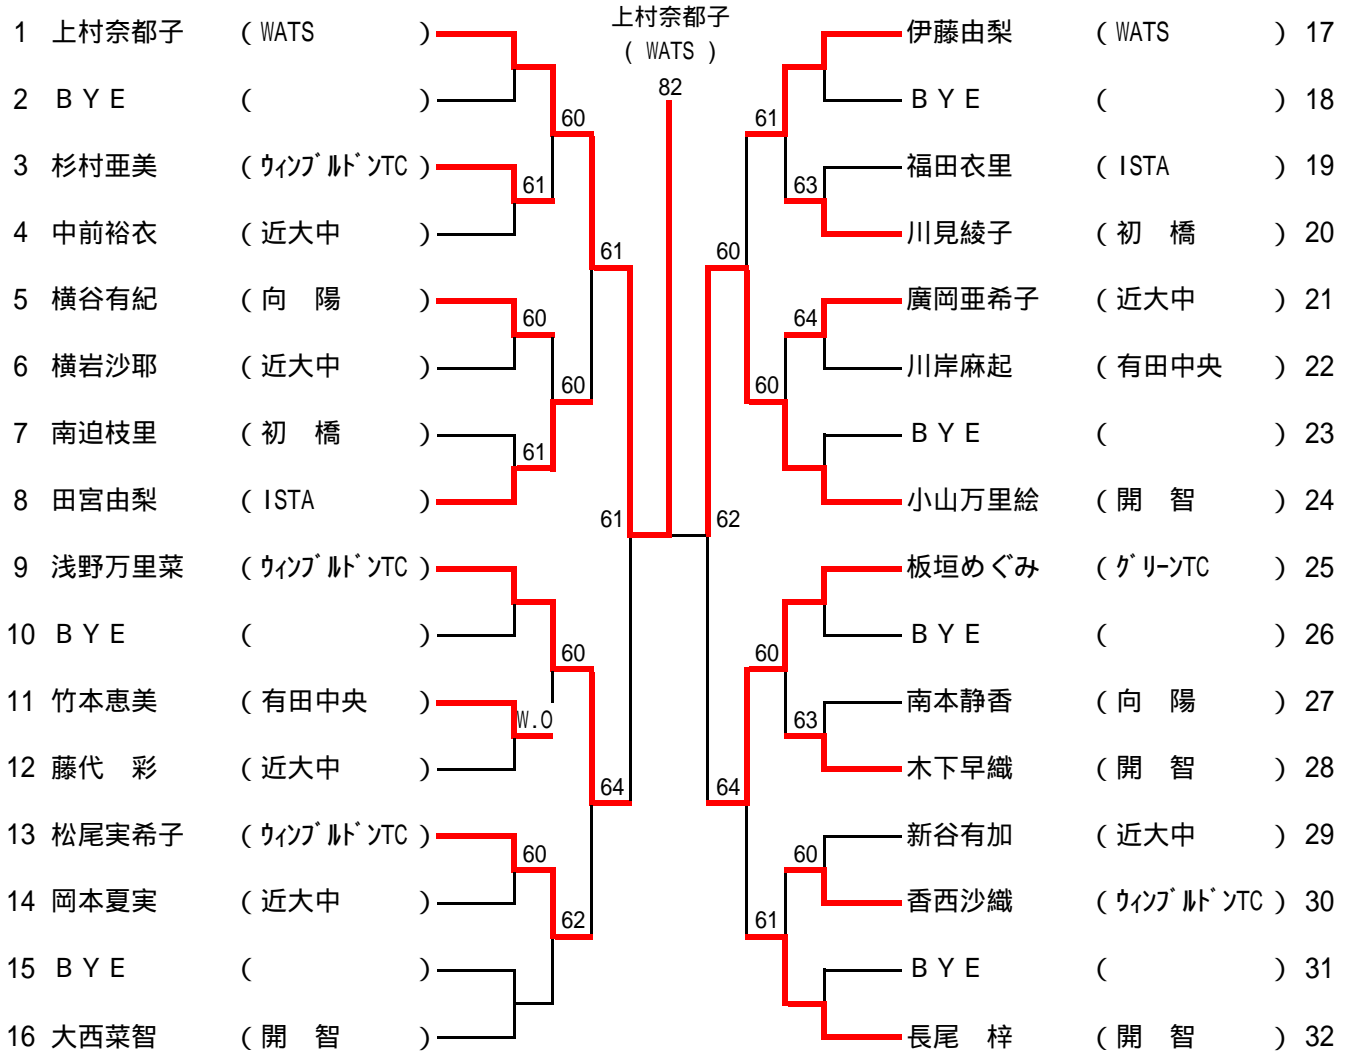 上村奈都子
( WATS )
82
1 上村奈都子 ( WATS )
2 ＢＹＥ ( )
60
3 杉村亜美 ( ｳｨﾝﾌﾞﾙﾄﾞﾝTC )
61
4 中前裕衣 ( 近大中 )
61
5 横谷有紀 ( 向　陽 )
60
6 横岩沙耶 ( 近大中 )
60
7 南迫枝里 ( 初　橋 )
61
8 田宮由梨 ( ISTA )
61
9 浅野万里菜 ( ｳｨﾝﾌﾞﾙﾄﾞﾝTC )
10 ＢＹＥ ( )
60
11 竹本恵美 ( 有田中央 )
W.O
12 藤代　彩 ( 近大中 )
64
13 松尾実希子 ( ｳｨﾝﾌﾞﾙﾄﾞﾝTC )
60
14 岡本夏実 ( 近大中 )
62
15 ＢＹＥ ( )
16 大西菜智 ( 開　智 )
伊藤由梨 ( WATS ) 17
ＢＹＥ ( ) 18
61
福田衣里 ( ISTA ) 19
63
川見綾子 ( 初　橋 ) 20
60
廣岡亜希子 ( 近大中 ) 21
64
川岸麻起 ( 有田中央 ) 22
60
ＢＹＥ ( ) 23
小山万里絵 ( 開　智 ) 24
62
板垣めぐみ ( ｸﾞﾘｰﾝTC ) 25
ＢＹＥ ( ) 26
60
南本静香 ( 向　陽 ) 27
63
木下早織 ( 開　智 ) 28
64
新谷有加 ( 近大中 ) 29
60
香西沙織 ( ｳｨﾝﾌﾞﾙﾄﾞﾝTC ) 30
61
ＢＹＥ ( ) 31
長尾　梓 ( 開　智 ) 32